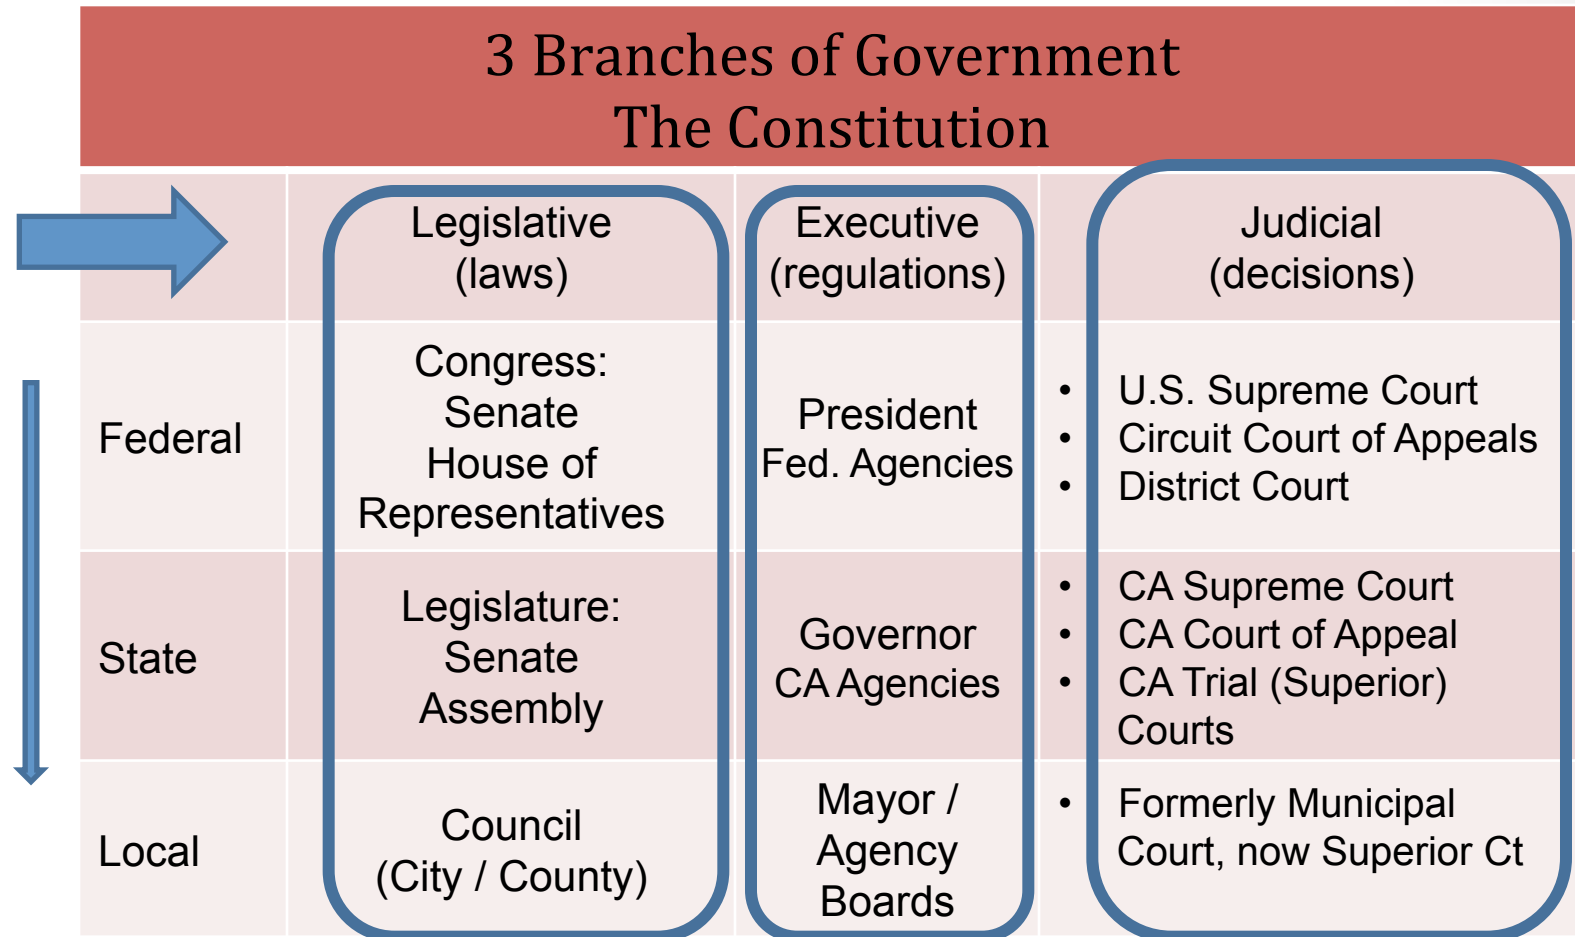 3 Branches of Government
The Constitution
Legislative
(laws)
Executive
(regulations)
Judicial
(decisions)
Federal
Congress:
Senate
House of
Representatives
President
Fed. Agencies
• U.S. Supreme Court
• Circuit Court of Appeals
• District Court
State
Legislature:
Senate
Assembly
Governor
CA Agencies
• CA Supreme Court
• CA Court of Appeal
• CA Trial (Superior)
Courts
Local
Council
(City / County)
Mayor /
Agency
Boards
• Formerly Municipal
Court, now Superior Ct